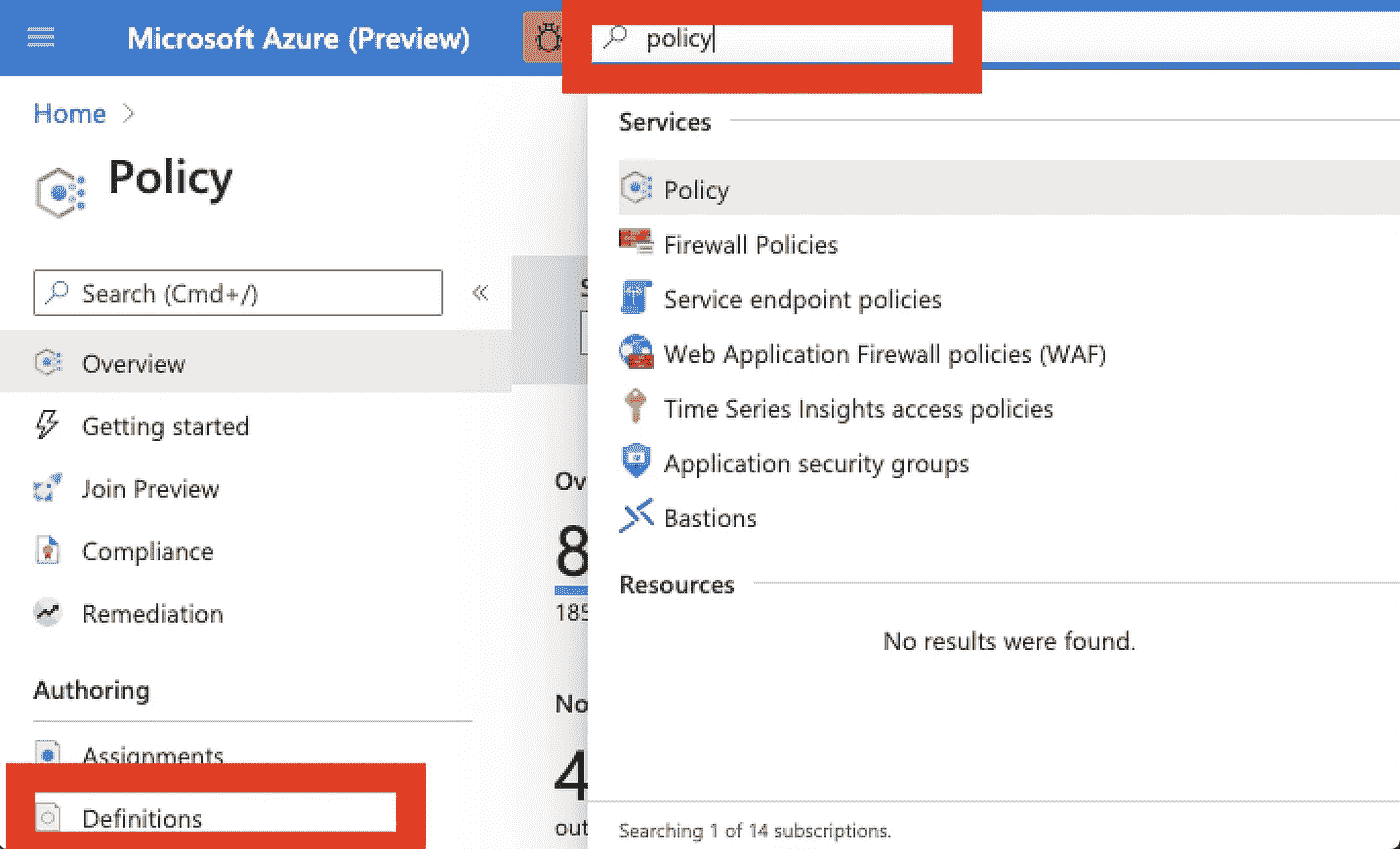 Microsoft Azure (Preview)
policy
Home
Policy
Search (Cmd+/)
«
Overview
Getting started
Join Preview
Compliance
Remediation
Authoring
Assignments
Definitions
8
185
4
out
Services
Policy
Firewall Policies
Service endpoint policies
Web Application Firewall policies (WAF)
Time Series Insights access policies
Application security groups
Bastions
Resources
No results were found.
Searching 1 of 14 subscriptions.